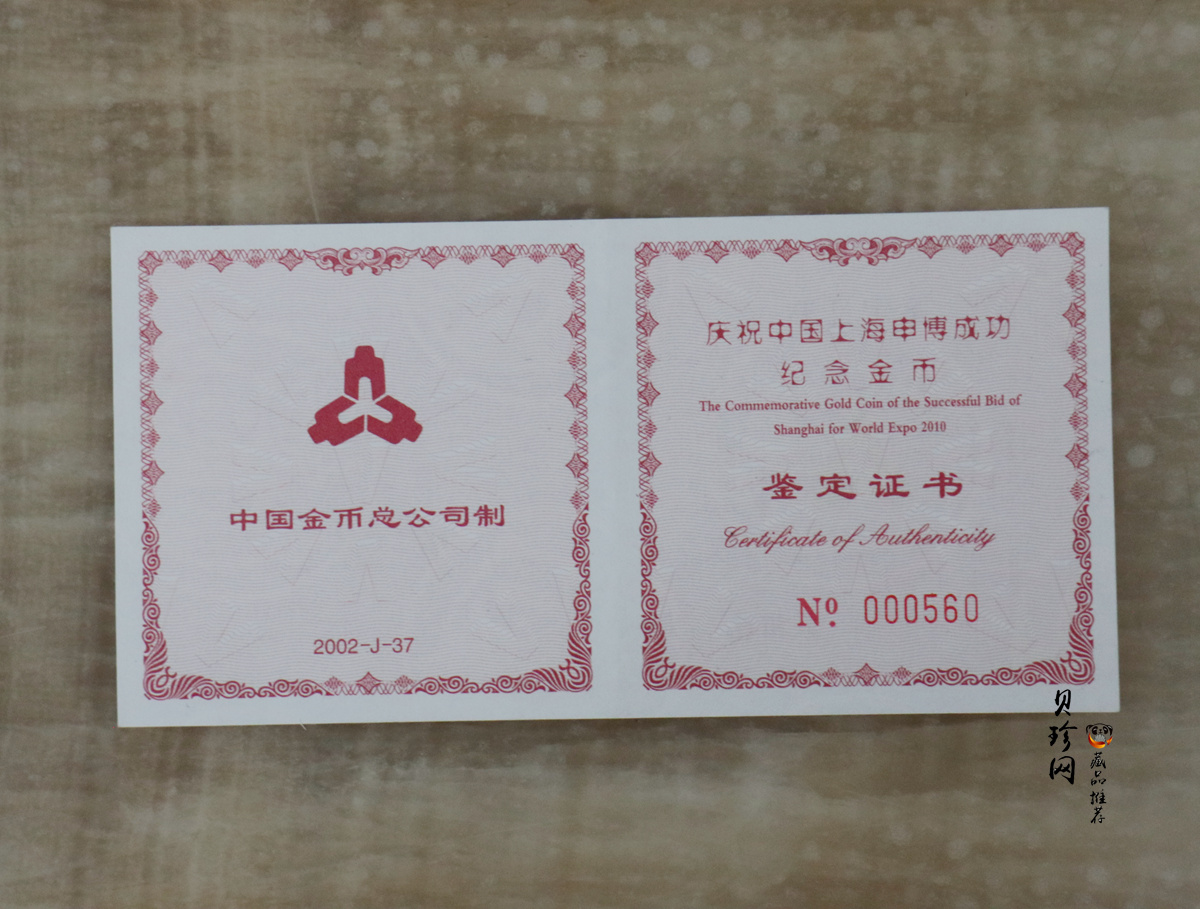 中国金币总公司制
2002-J-37
庆祝中国上海申博成功
纪念金币
The Commemorative Gold Coin of the Successful Bid of
Shanghai for World Expo 2010
鉴定证书
Certificate of Authenticity
Nº. 000560
贝珍网
藏品推荐